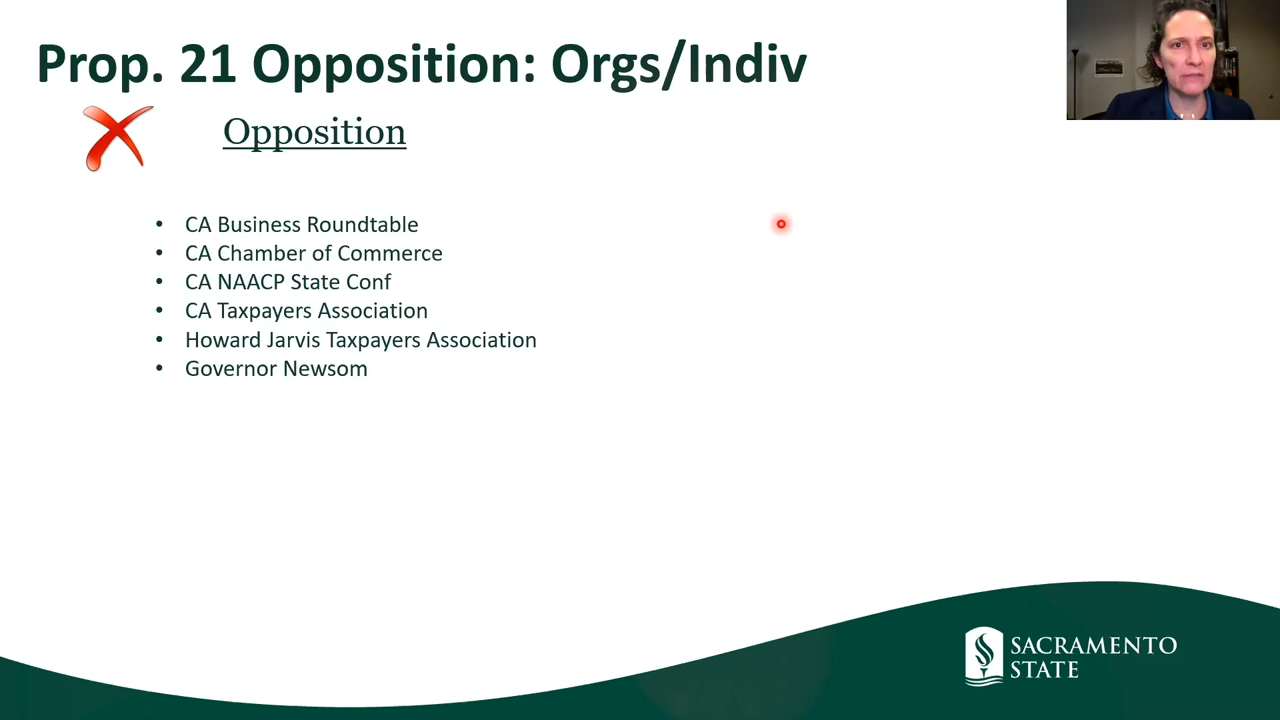 Prop. 21 Opposition: Orgs/Indiv
Opposition
• CA Business Roundtable
• CA Chamber of Commerce
• CA NAACP State Conf
• CA Taxpayers Association
• Howard Jarvis Taxpayers Association
• Governor Newsom
SACRAMENTO
STATE